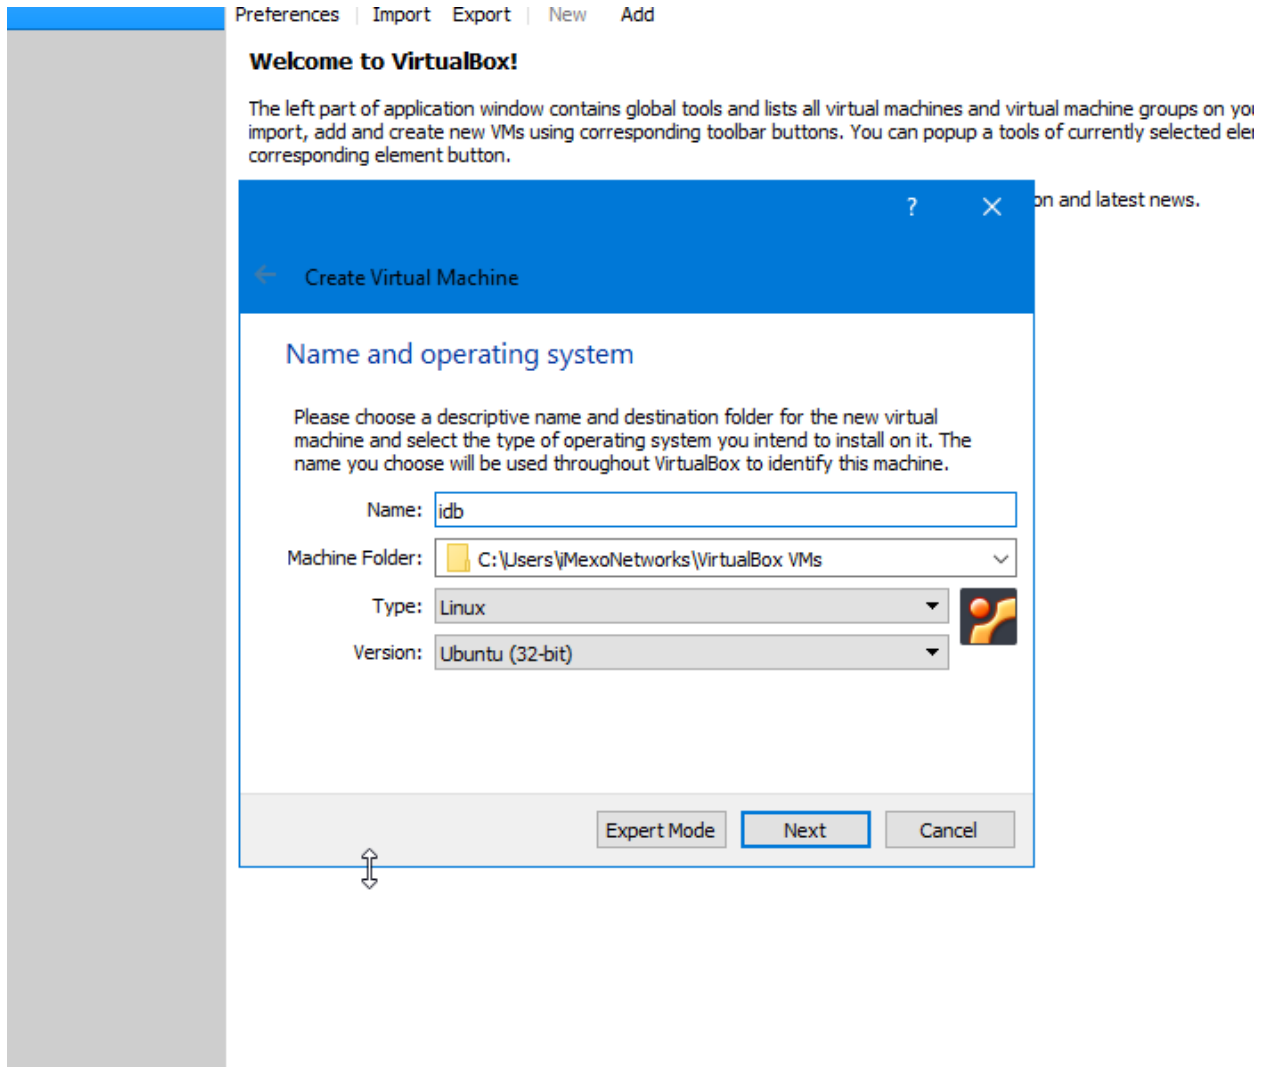 Preferences Import Export New Add
Welcome to VirtualBox!
The left part of application window contains global tools and lists all virtual machines and virtual machine groups on
import, add and create new VMs using corresponding toolbar buttons. You can popup a tools of currently selected
corresponding element button.
on and latest news.
?
Create Virtual Machine
Name and operating system
Please choose a descriptive name and destination folder for the new virtual
machine and select the type of operating system you intend to install on it. The
name you choose will be used throughout VirtualBox to identify this machine.
Name: idb
Machine Folder: C:\Users\iMexoNetworks\VirtualBox VMs
Type: Linux
Version: Ubuntu (32-bit)
Expert Mode Next Cancel